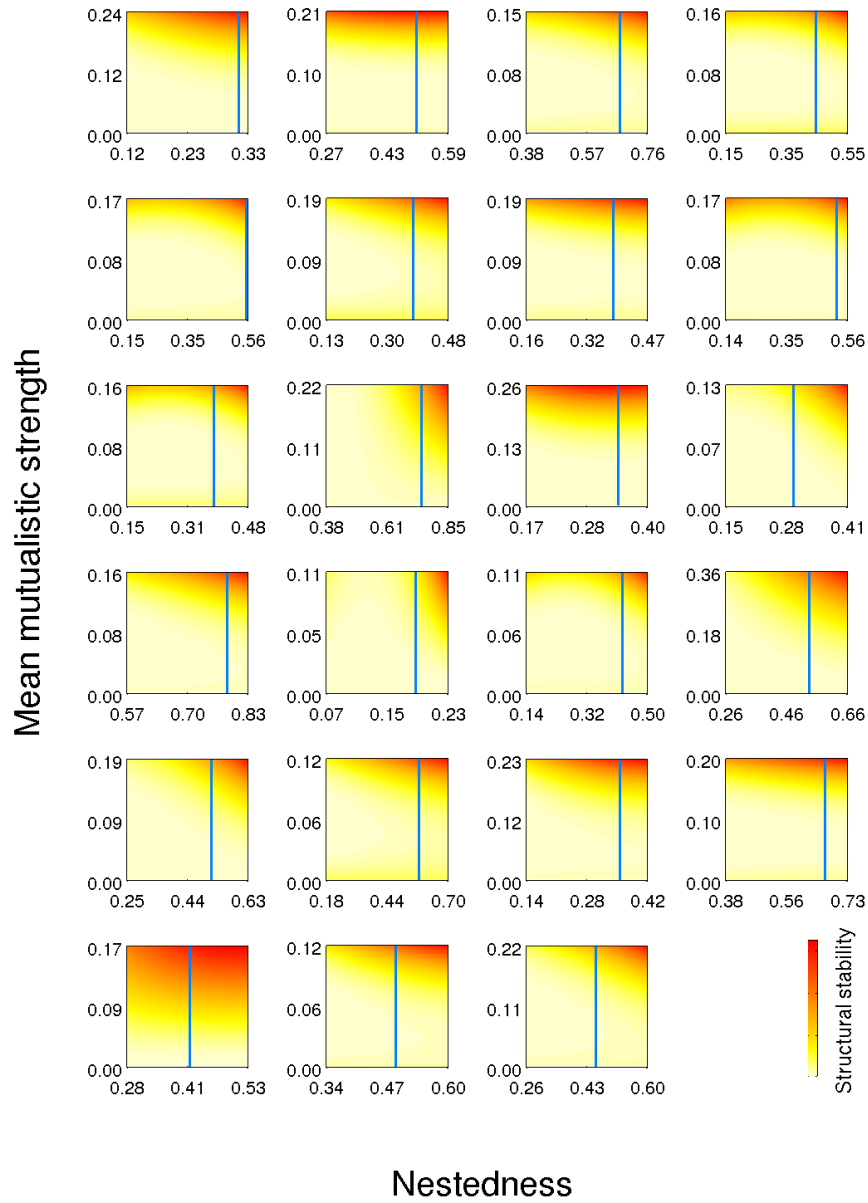 Mean mutualistic strength
0.24 0.21 0.15 0.16
0.12 0.10 0.08 0.08
0.00 0.00 0.00 0.00
0.12 0.23 0.33 0.27 0.43 0.59 0.38 0.57 0.76 0.15 0.35 0.55
0.17 0.19 0.19 0.17
0.08 0.09 0.09 0.08
0.00 0.00 0.00 0.00
0.15 0.35 0.56 0.13 0.30 0.48 0.16 0.32 0.47 0.14 0.35 0.56
0.16 0.22 0.26 0.13
0.08 0.11 0.13 0.07
0.00 0.00 0.00 0.00
0.15 0.31 0.48 0.38 0.61 0.85 0.17 0.28 0.40 0.15 0.28 0.41
0.16 0.11 0.11 0.36
0.08 0.05 0.06 0.18
0.00 0.00 0.00 0.00
0.57 0.70 0.83 0.07 0.15 0.23 0.14 0.32 0.50 0.26 0.46 0.66
0.19 0.12 0.23 0.20
0.09 0.06 0.12 0.10
0.00 0.00 0.00 0.00
0.25 0.44 0.63 0.18 0.44 0.70 0.14 0.28 0.42 0.38 0.56 0.73
0.17 0.12 0.22
0.09 0.06 0.11
0.00 0.00 0.00
0.28 0.41 0.53 0.34 0.47 0.60 0.26 0.43 0.60
Structural stability
Nestedness